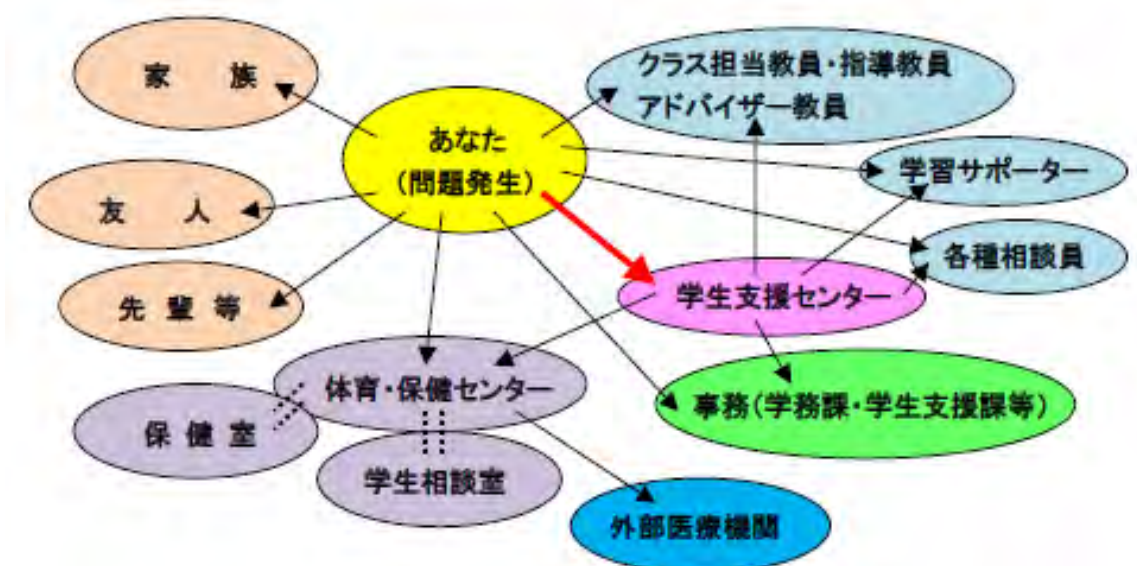 家　　族
クラス担当教員・指導教員
アドバイザー教員
あなた
（問題発生）
学習サポーター
友　　人
各種相談員
先　輩　等
学生支援センター
体育・保健センター
事務（学務課・学生支援課等）
保　健　室
学生相談室
外部医療機関